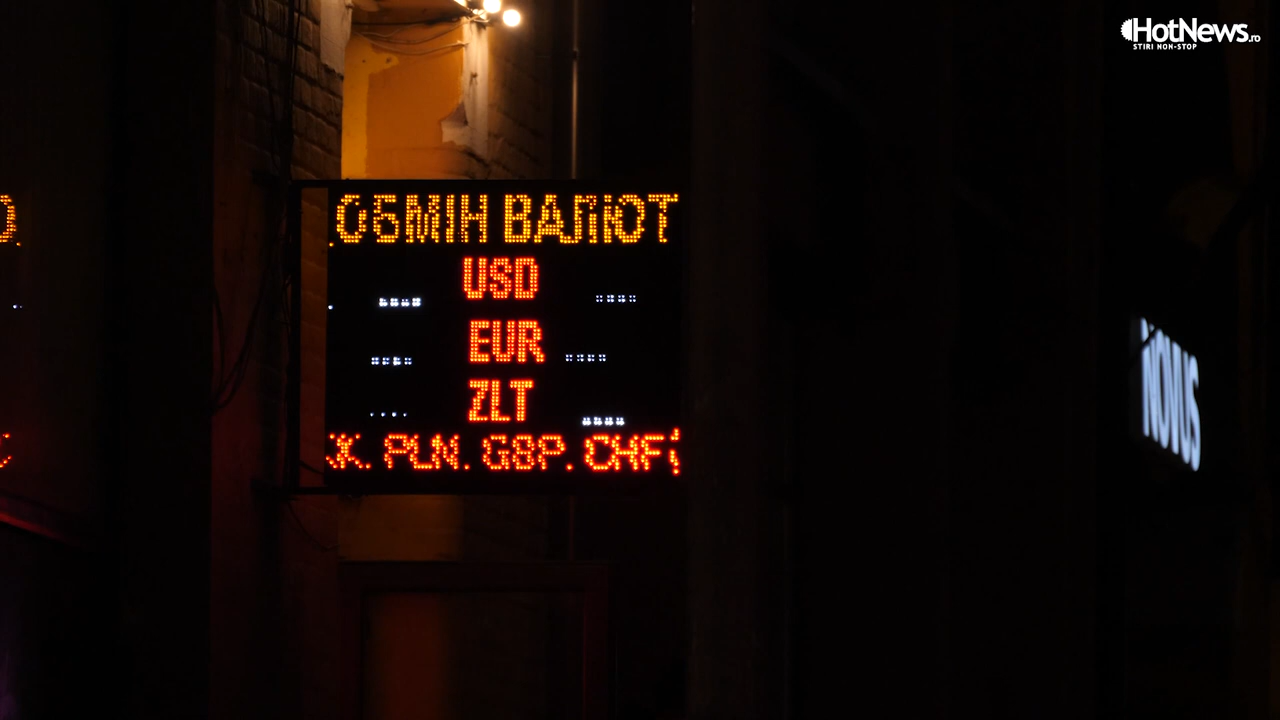 HotNews.ro
STIRI NON-STOP
ОБМІН ВАЛЮТ
USD
EUR
ZLT
PLN. GBP. CHF
NOVUS